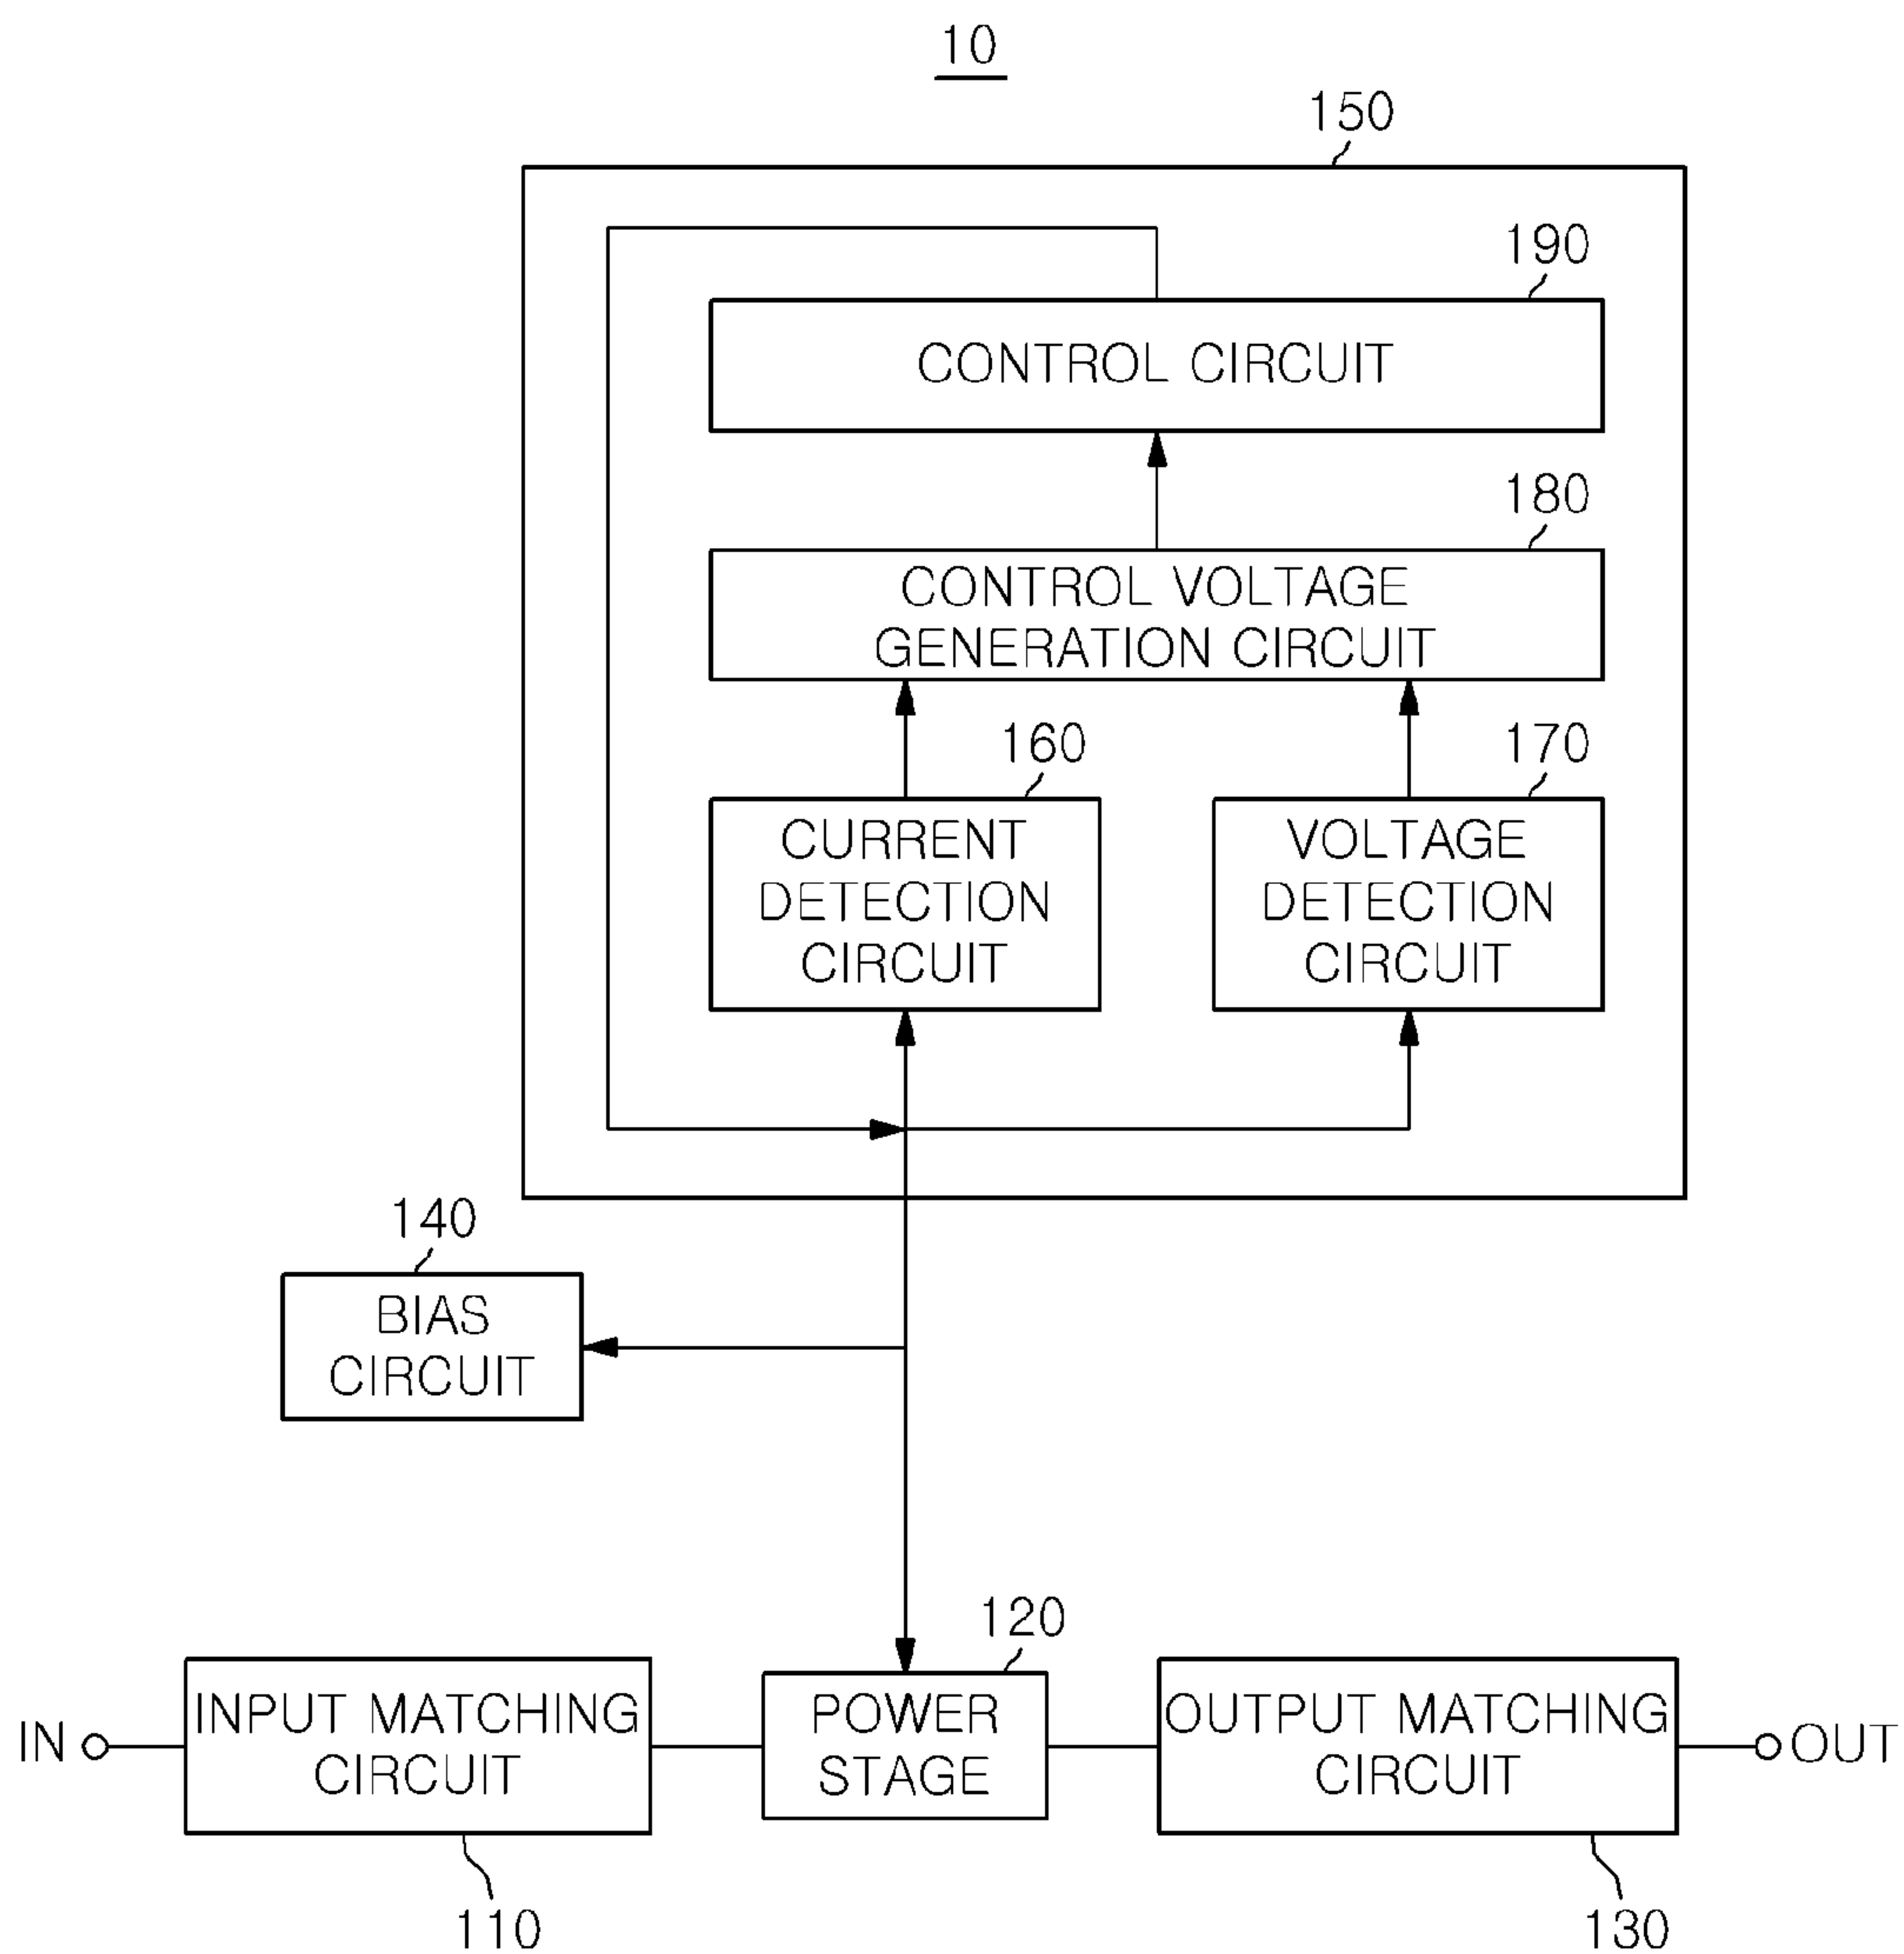 10
150
190
CONTROL CIRCUIT
180
CONTROL VOLTAGE
GENERATION CIRCUIT
160
170
CURRENT
DETECTION
CIRCUIT
VOLTAGE
DETECTION
CIRCUIT
140
BIAS
CIRCUIT
120
IN
INPUT MATCHING
CIRCUIT
POWER
STAGE
OUTPUT MATCHING
CIRCUIT
OUT
110
130